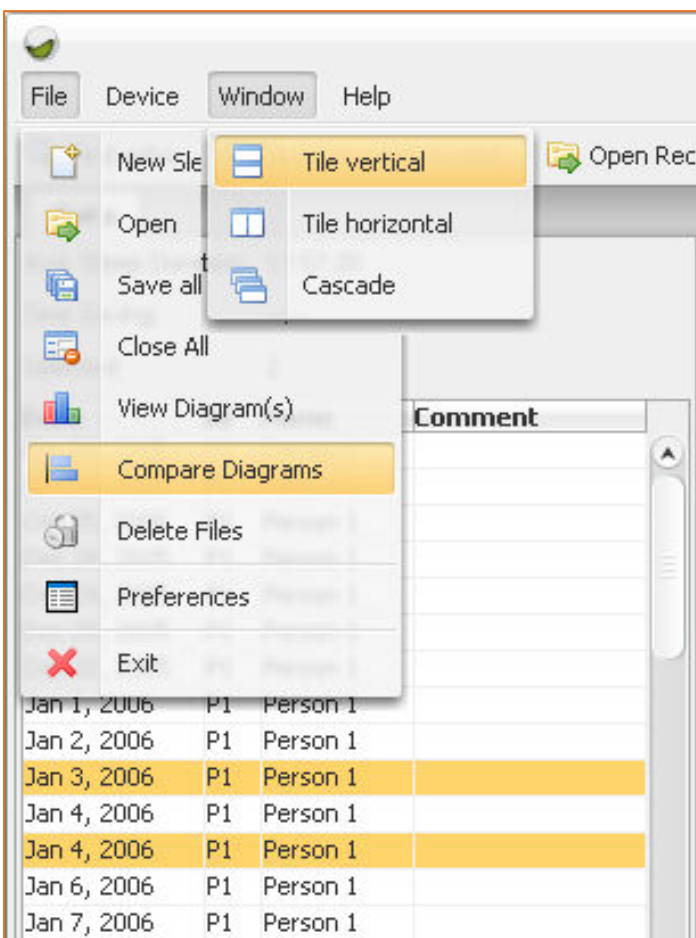 File Device Window Help
New Sle Tile vertical Open Rec
Open Tile horizontal
Save all Cascade
Close All
View Diagram(s)
Comment
Compare Diagrams
Delete Files
Preferences
Exit
Jan 1, 2006 P1 Person 1
Jan 2, 2006 P1 Person 1
Jan 3, 2006 P1 Person 1
Jan 4, 2006 P1 Person 1
Jan 4, 2006 P1 Person 1
Jan 6, 2006 P1 Person 1
Jan 7, 2006 P1 Person 1